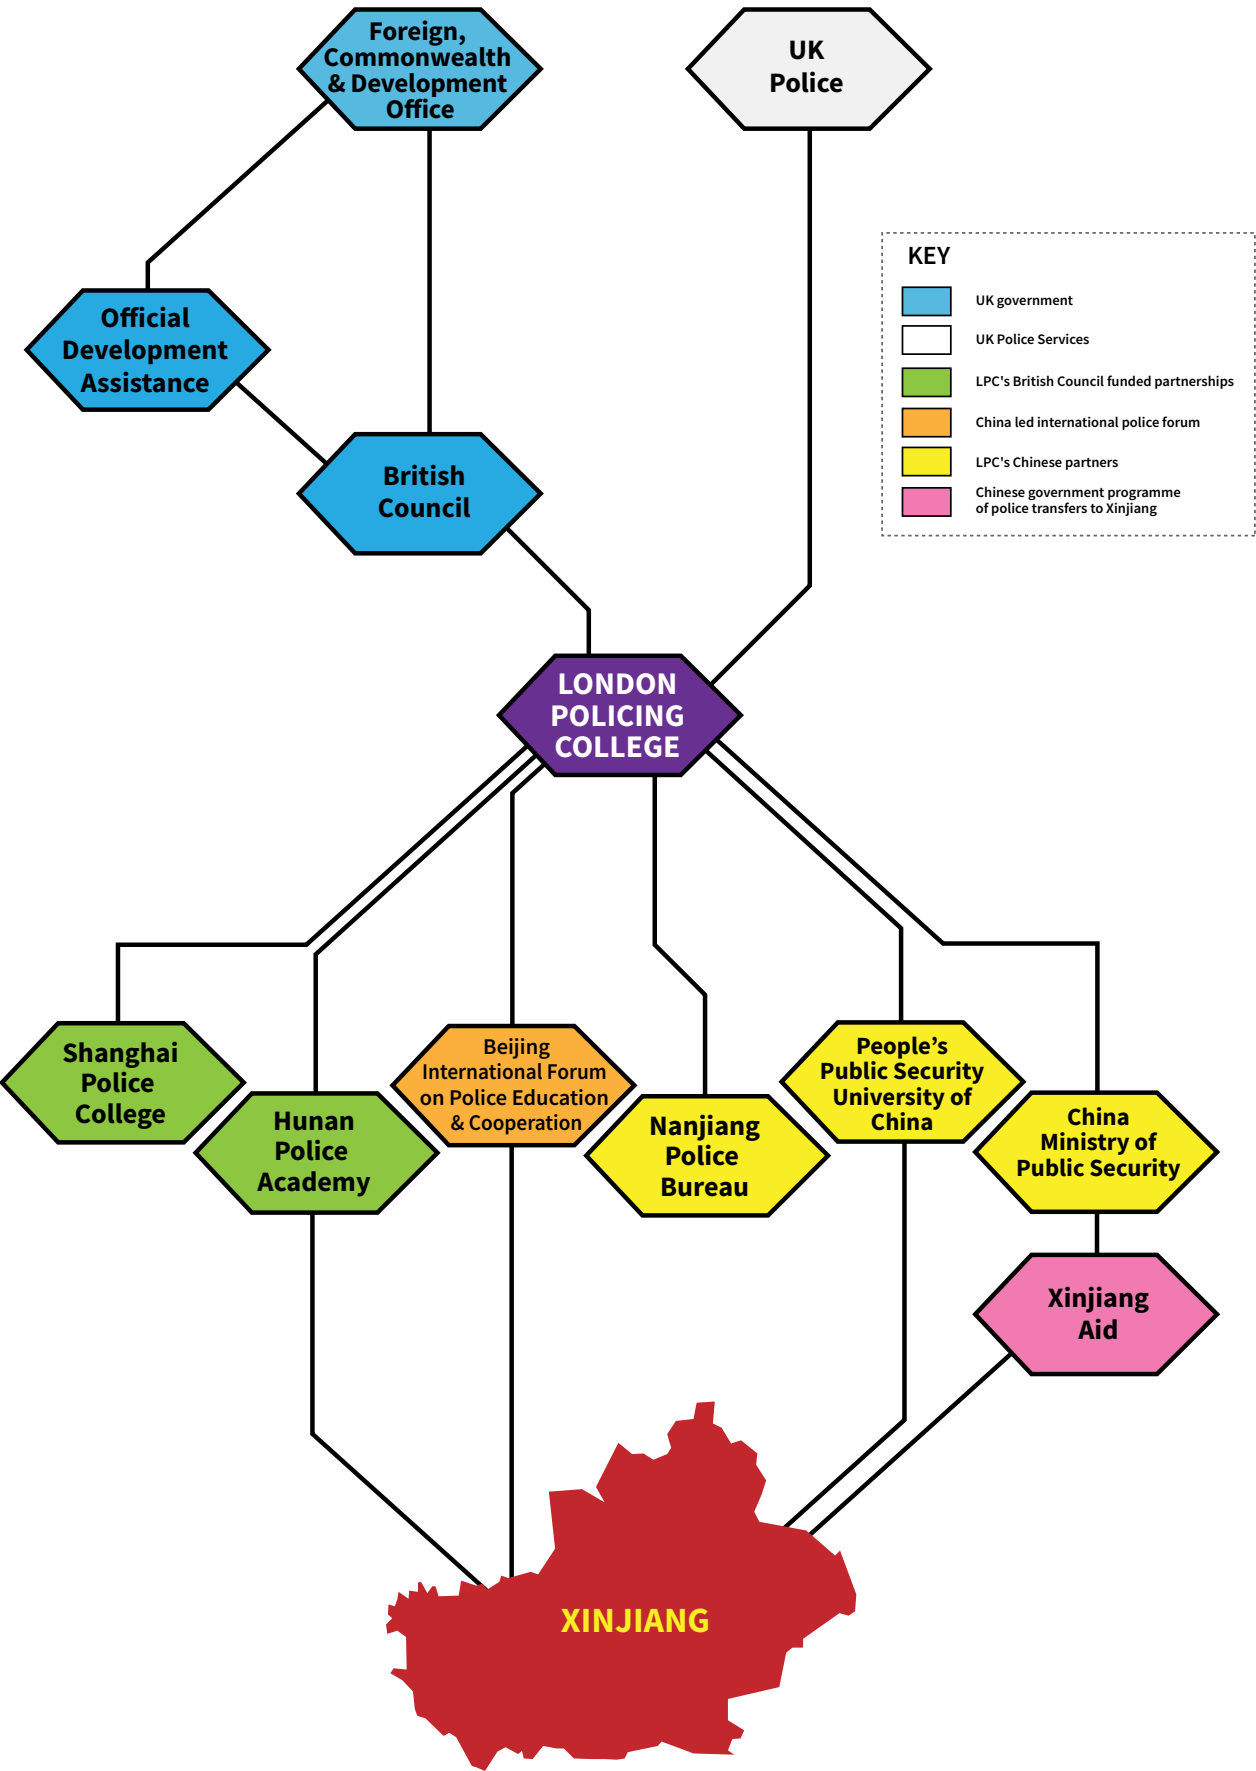 Foreign,
Commonwealth
& Development
Office
UK
Police
KEY
UK government
UK Police Services
LPC's British Council funded partnerships
China led international police forum
LPC's Chinese partners
Chinese government programme
of police transfers to Xinjiang
Official
Development
Assistance
British
Council
LONDON
POLICING
COLLEGE
Shanghai
Police
College
Hunan
Police
Academy
Beijing
International Forum
on Police Education
& Cooperation
Nanjiang
Police
Bureau
People’s
Public Security
University of
China
China
Ministry of
Public Security
Xinjiang
Aid
XINJIANG